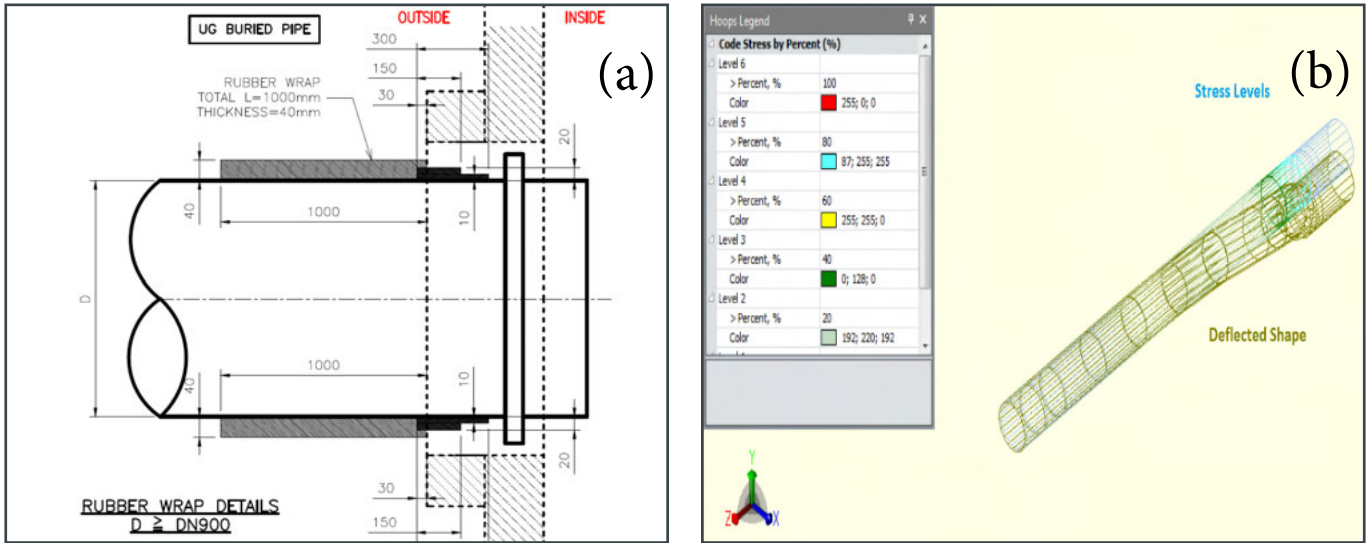 UG BURIED PIPE
OUTSIDE
INSIDE
(a)
300
150
30
RUBBER WRAP
TOTAL L=1000mm
THICKNESS=40mm
20
40
1000
10
D
1000
40
10
20
30
150
RUBBER WRAP DETAILS
D ≧ DN900
Hoops Legend
Code Stress by Percent (%)
Level 6
> Percent, % 100
Color 255; 0; 0
Level 5
> Percent, % 80
Color 87; 255; 255
Level 4
> Percent, % 60
Color 255; 255; 0
Level 3
> Percent, % 40
Color 0; 128; 0
Level 2
> Percent, % 20
Color 192; 220; 192
(b)
Stress Levels
Deflected Shape
Y
Z
X